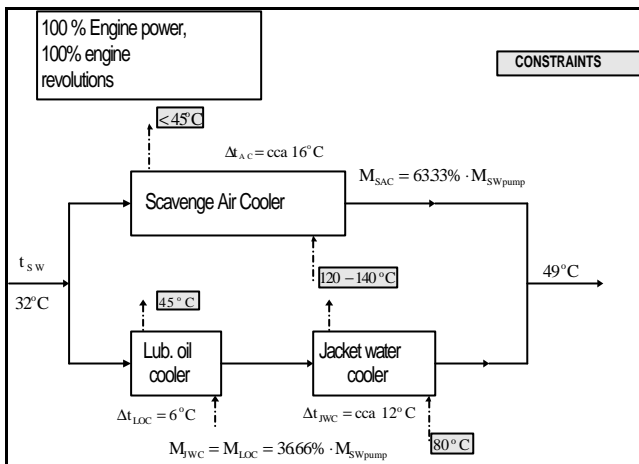 100 % Engine power,
100% engine
revolutions
CONSTRAINTS
<45°C
Δt_AC = cca 16°C
M_SAC = 63.33% · M_SWpump
Scavenge Air Cooler
t_SW
32°C
120 – 140°C
49°C
45°C
Lub. oil
cooler
Jacket water
cooler
Δt_LOC = 6°C
Δt_JWC = cca 12°C
M_JWC = M_LOC = 36.66% · M_SWpump
80°C